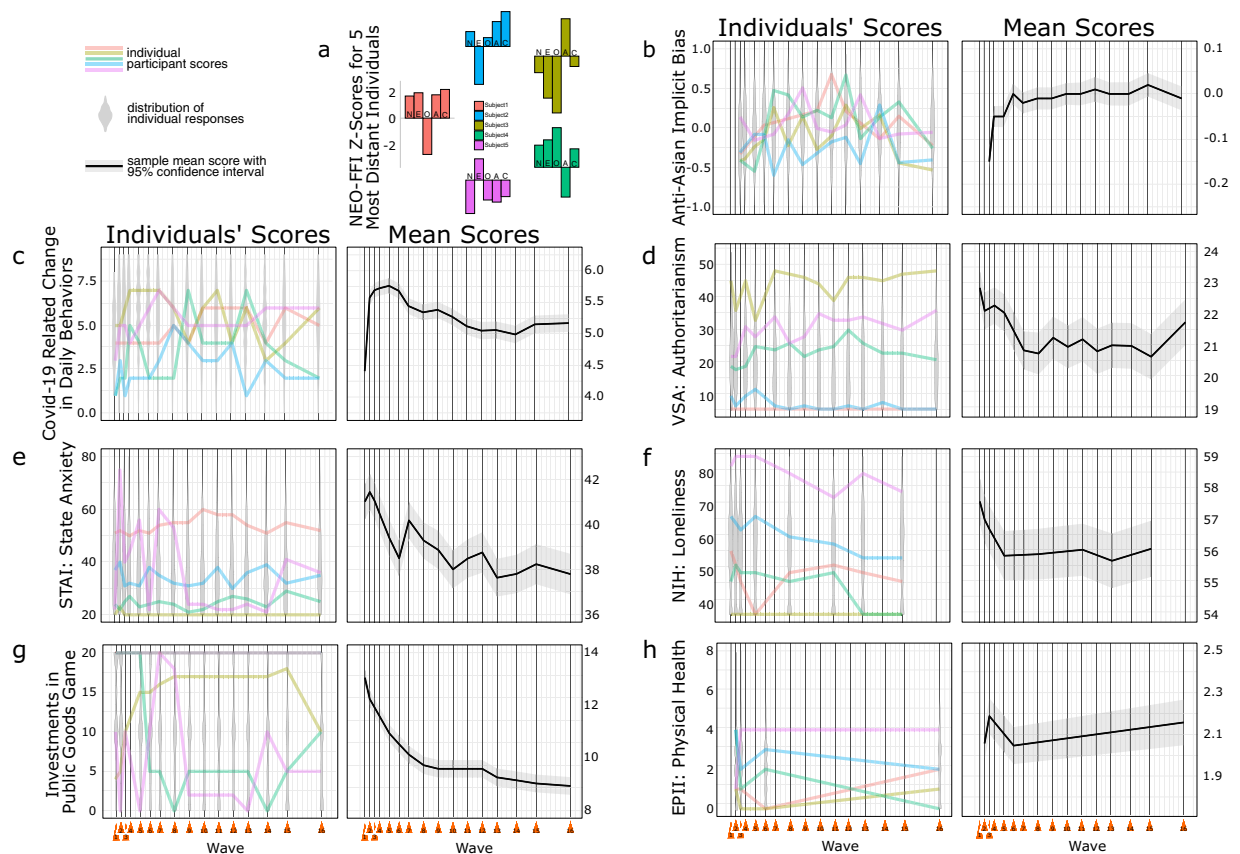 individual
participant scores
distribution of
individual responses
sample mean score with
95% confidence interval
a
NEO-FFI Z-Scores for 5
Most Distant Individuals
2
0
-2
N E O A C
N E O A C
N E O A C
N E O A C
N E O A C
Subject1
Subject2
Subject3
Subject4
Subject5
b
Individuals' Scores
Mean Scores
Anti-Asian Implicit Bias
1.0
0.5
0.0
-0.5
-1.0
0.1
0.0
-0.1
-0.2
c
Individuals' Scores
Mean Scores
Covid-19 Related Change
in Daily Behaviors
7.5
5.0
2.5
0.0
6.0
5.5
5.0
4.5
4.0
d
VSA: Authoritarianism
50
40
30
20
10
24
23
22
21
20
19
e
STAI: State Anxiety
80
60
40
20
42
40
38
36
f
NIH: Loneliness
80
70
60
50
40
59
58
57
56
55
54
g
Investments in
Public Goods Game
20
15
10
5
0
14
12
10
8
Wave
Wave
h
EPII: Physical Health
8
6
4
2
0
2.5
2.3
2.1
1.9
Wave
Wave